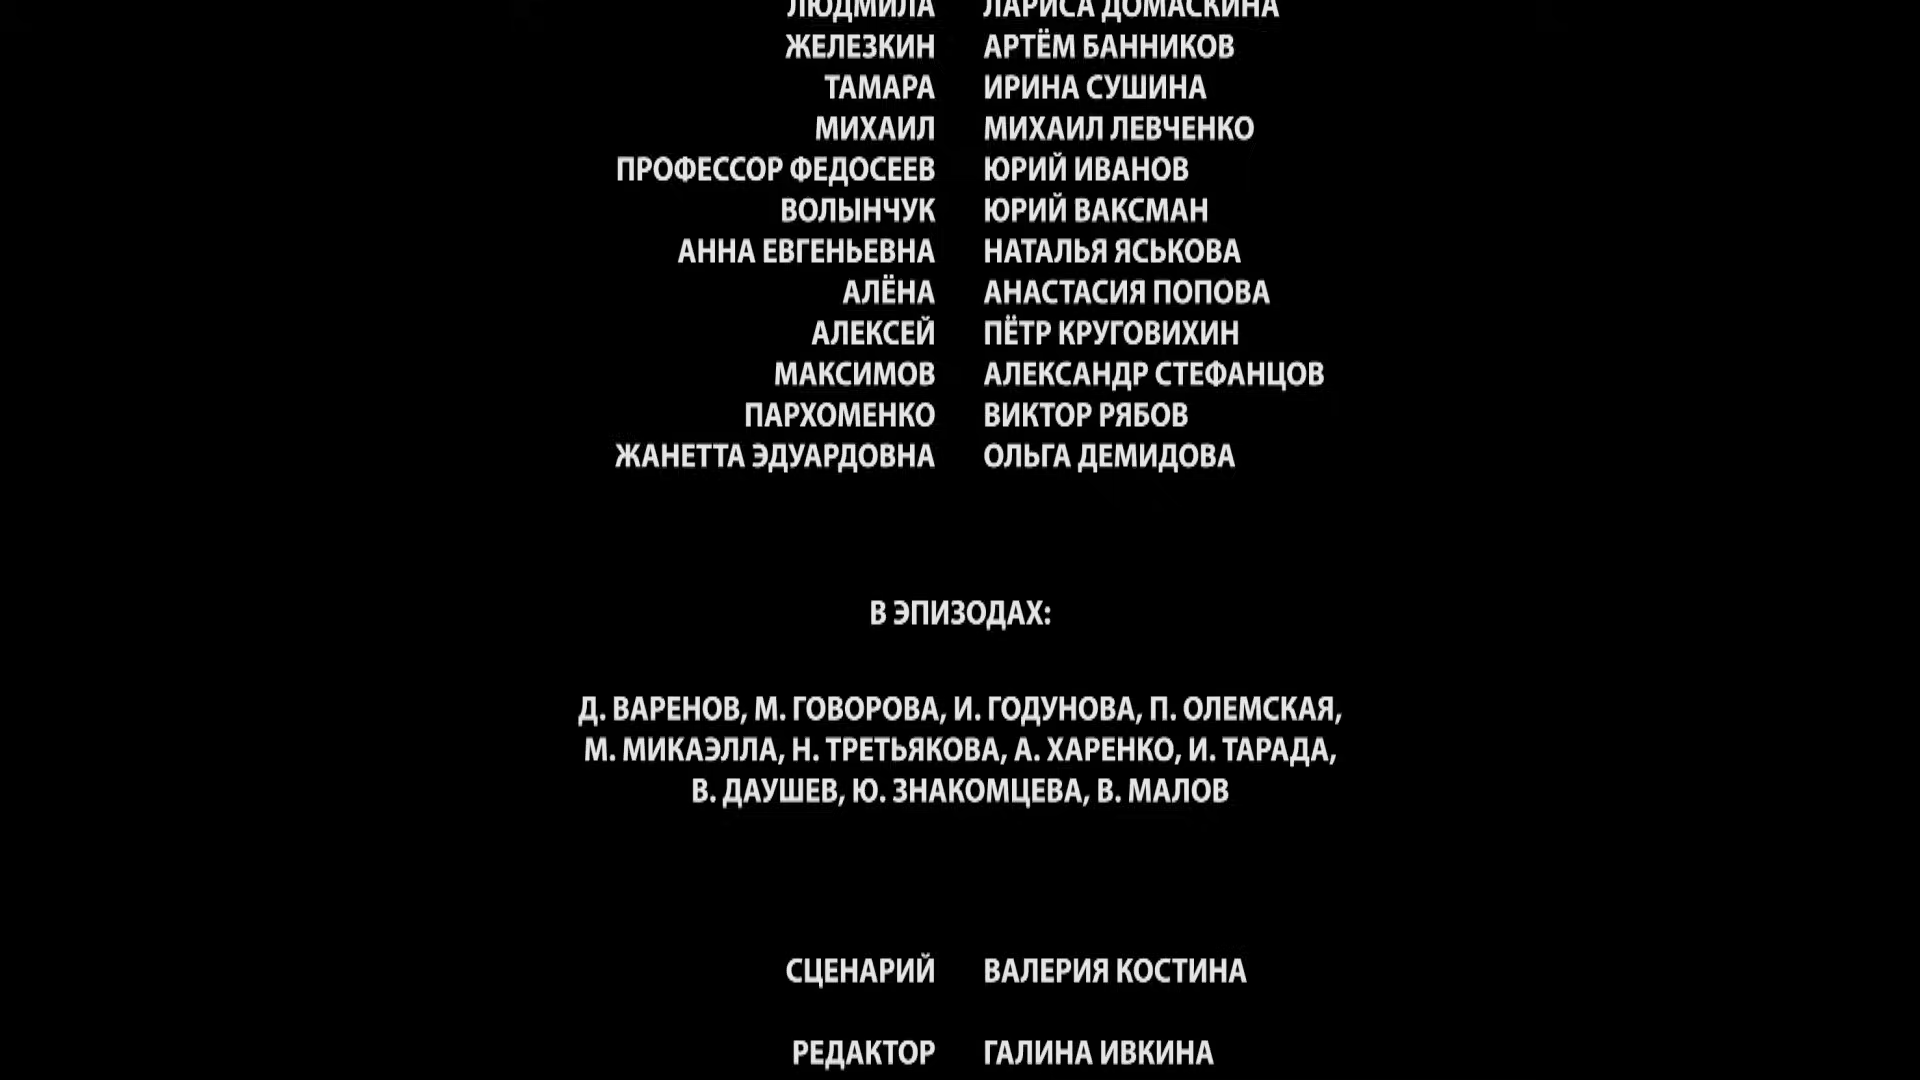 ЛЮДМИЛА ЛАРИСА ДОМАСКИНА
ЖЕЛЕЗКИН АРТЁМ БАННИКОВ
ТАМАРА ИРИНА СУШИНА
МИХАИЛ МИХАИЛ ЛЕВЧЕНКО
ПРОФЕССОР ФЕДОСЕЕВ ЮРИЙ ИВАНОВ
ВОЛЫНЧУК ЮРИЙ ВАКСМАН
АННА ЕВГЕНЬЕВНА НАТАЛЬЯ ЯСЬКОВА
АЛЁНА АНАСТАСИЯ ПОПОВА
АЛЕКСЕЙ ПЁТР КРУГОВИХИН
МАКСИМОВ АЛЕКСАНДР СТЕФАНЦОВ
ПАРХОМЕНКО ВИКТОР РЯБОВ
ЖАНЕТТА ЭДУАРДОВНА ОЛЬГА ДЕМИДОВА
В ЭПИЗОДАХ:
Д. ВАРЕНОВ, М. ГОВОРОВА, И. ГОДУНОВА, П. ОЛЕМСКАЯ,
М. МИКАЭЛЛА, Н. ТРЕТЬЯКОВА, А. ХАРЕНКО, И. ТАРАДА,
В. ДАУШЕВ, Ю. ЗНАКОМЦЕВА, В. МАЛОВ
СЦЕНАРИЙ ВАЛЕРИЯ КОСТИНА
РЕДАКТОР ГАЛИНА ИВКИНА